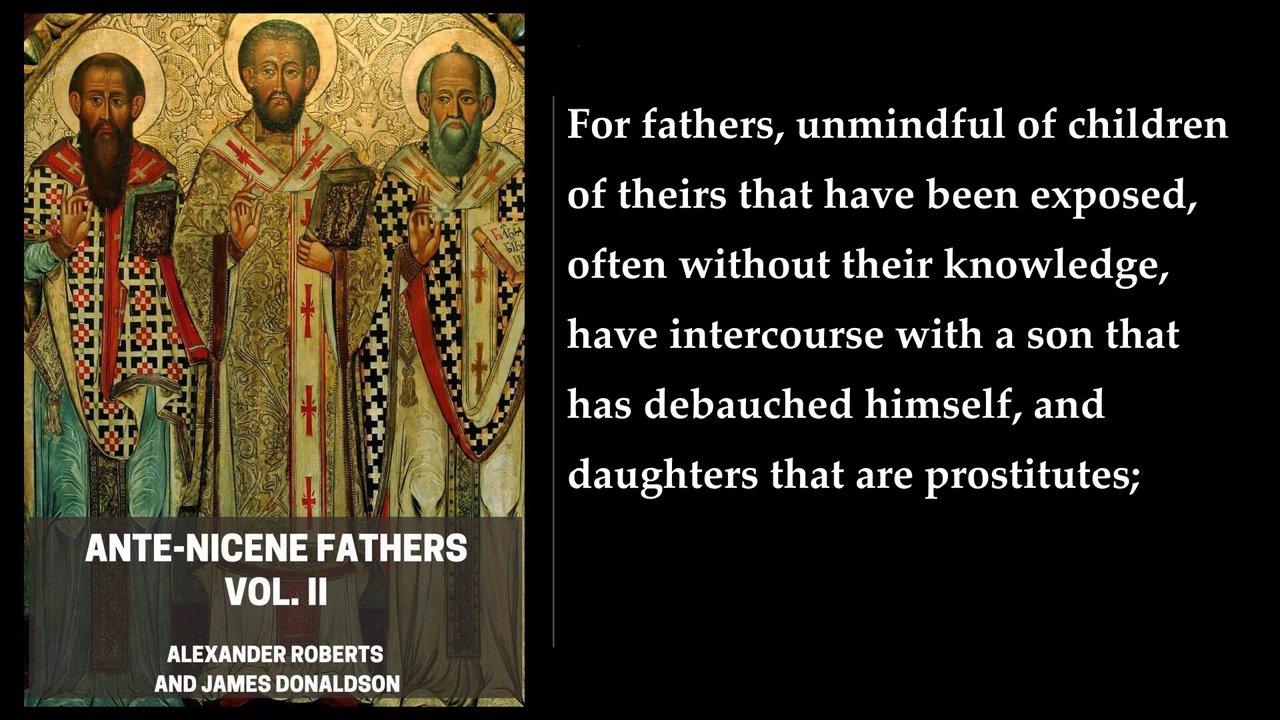 For fathers, unmindful of children
of theirs that have been exposed,
often without their knowledge,
have intercourse with a son that
has debauched himself, and
daughters that are prostitutes;
ANTE-NICENE FATHERS
VOL. II
ALEXANDER ROBERTS
AND JAMES DONALDSON